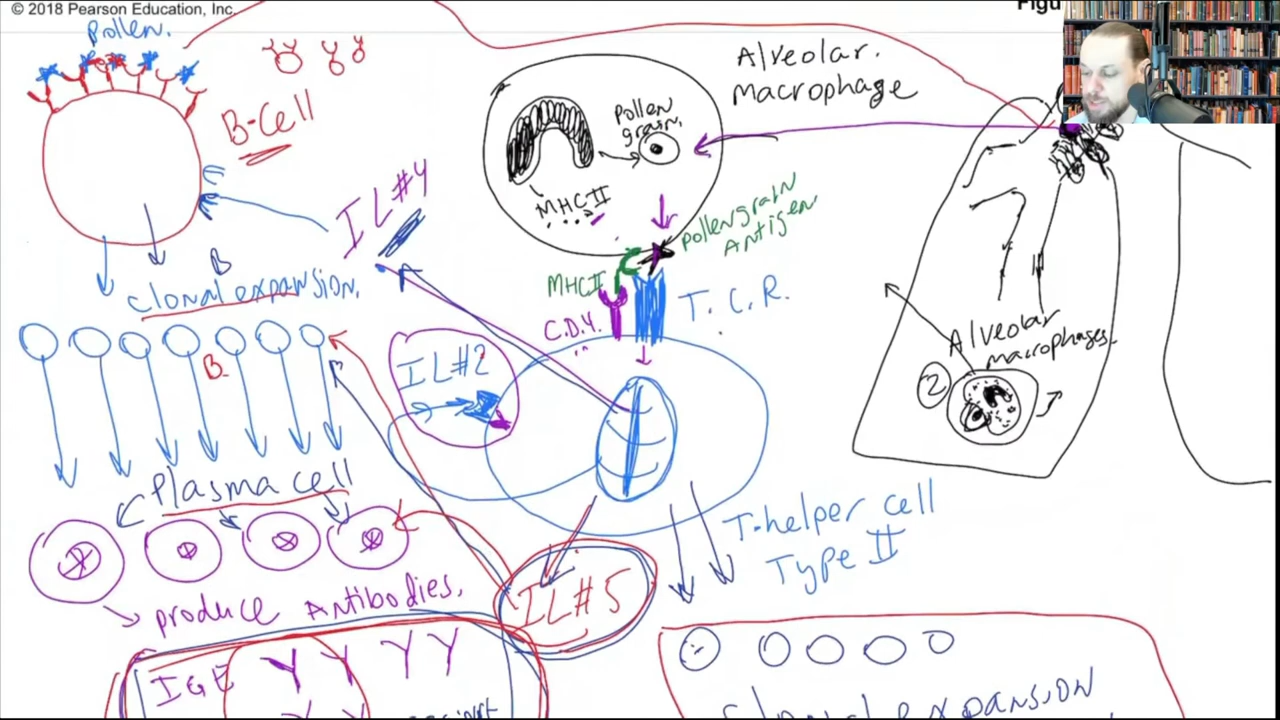 © 2018 Pearson Education, Inc.
Figu
Pollen.
B-Cell
Alveolar.
macrophage
Pollen
grain.
MHC II
IL#4
Pollengrain
Antigen
MHC II
C.D.4.
T.C.R.
B
clonal expansion.
B.
IL#2
Alveolar
macrophages.
2
Plasma cell
T-helper cell
Type II
produce Antibodies.
IL#5
IGE
clonal expansion